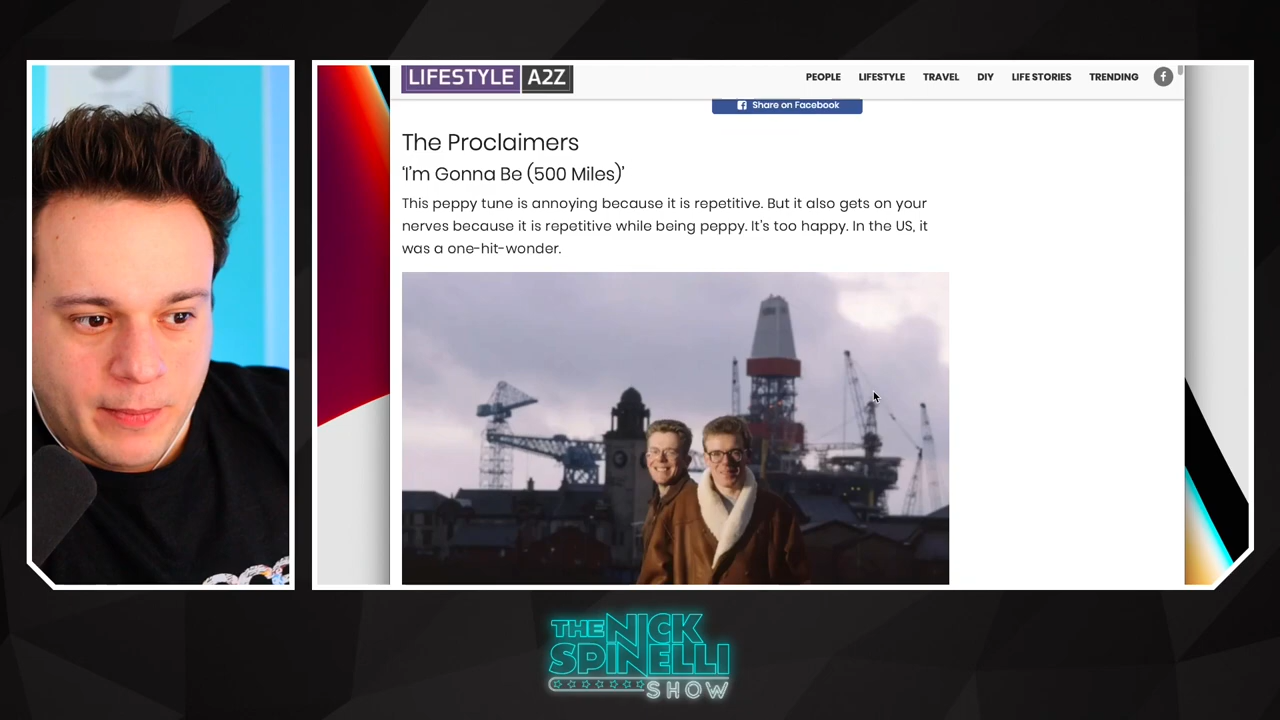 LIFESTYLE A2Z
PEOPLE LIFESTYLE TRAVEL DIY LIFE STORIES TRENDING f
Share on Facebook
The Proclaimers
'I'm Gonna Be (500 Miles)'
This peppy tune is annoying because it is repetitive. But it also gets on your
nerves because it is repetitive while being peppy. It's too happy. In the US, it
was a one-hit-wonder.
THE NICK
SPINELLI
SHOW